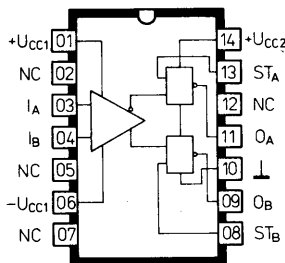 +UCC1 01
NC 02
IA 03
IB 04
NC 05
-UCC1 06
NC 07
14 +UCC2
13 STA
12 NC
11 OA
10 ⊥
09 OB
08 STB